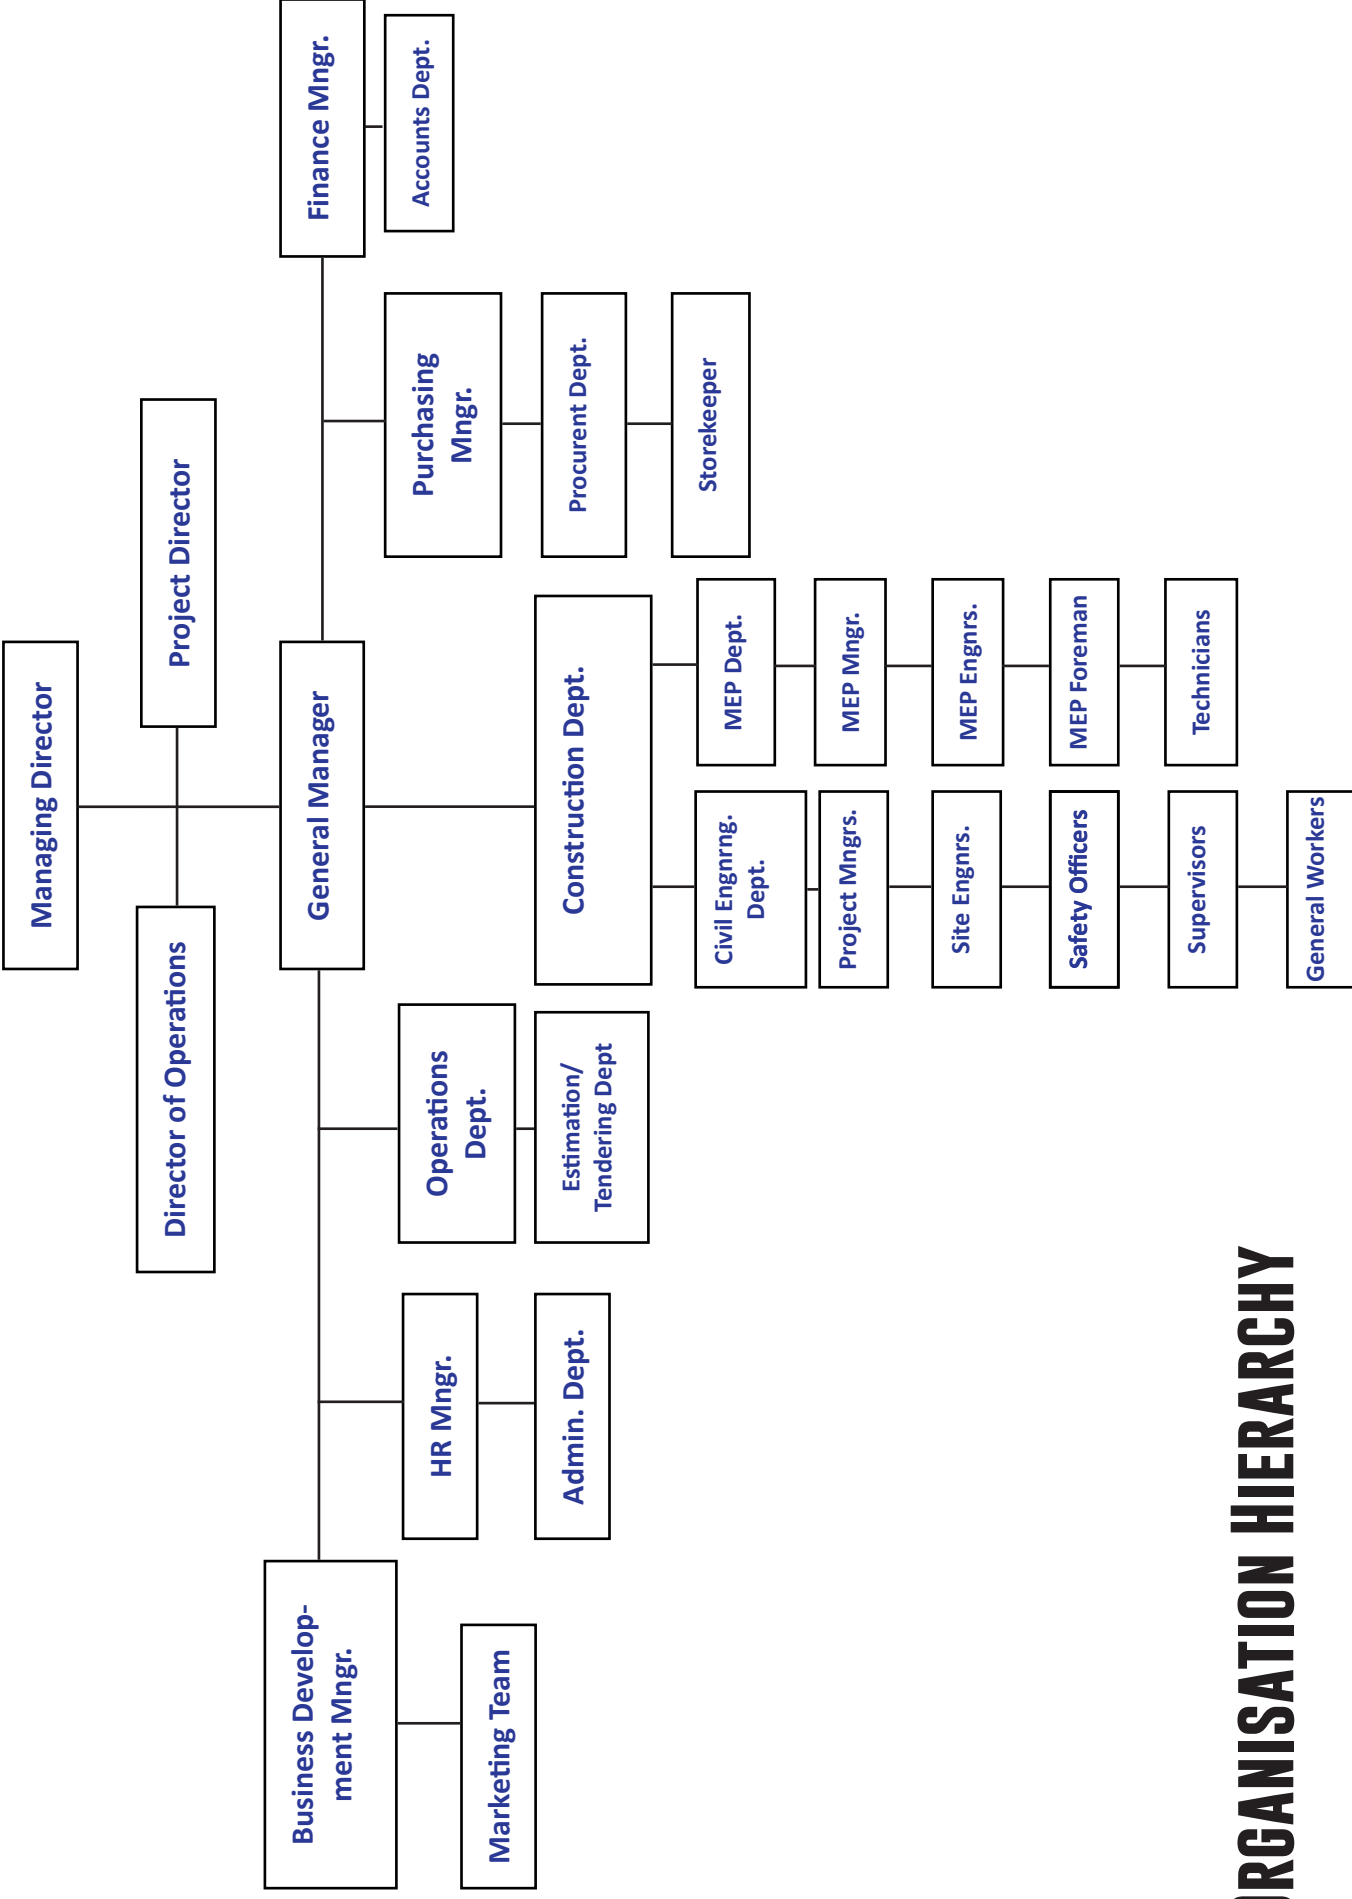 Managing Director
Director of Operations
Project Director
General Manager
Business Develop-
ment Mngr.
Marketing Team
HR Mngr.
Admin. Dept.
Operations
Dept.
Estimation/
Tendering Dept
Construction Dept.
Civil Engnrng.
Dept.
Project Mngrs.
Site Engnrs.
Safety Officers
Supervisors
General Workers
MEP Dept.
MEP Mngr.
MEP Engnrs.
MEP Foreman
Technicians
Purchasing
Mngr.
Procurent Dept.
Storekeeper
Finance Mngr.
Accounts Dept.
RGANISATION HIERARCHY